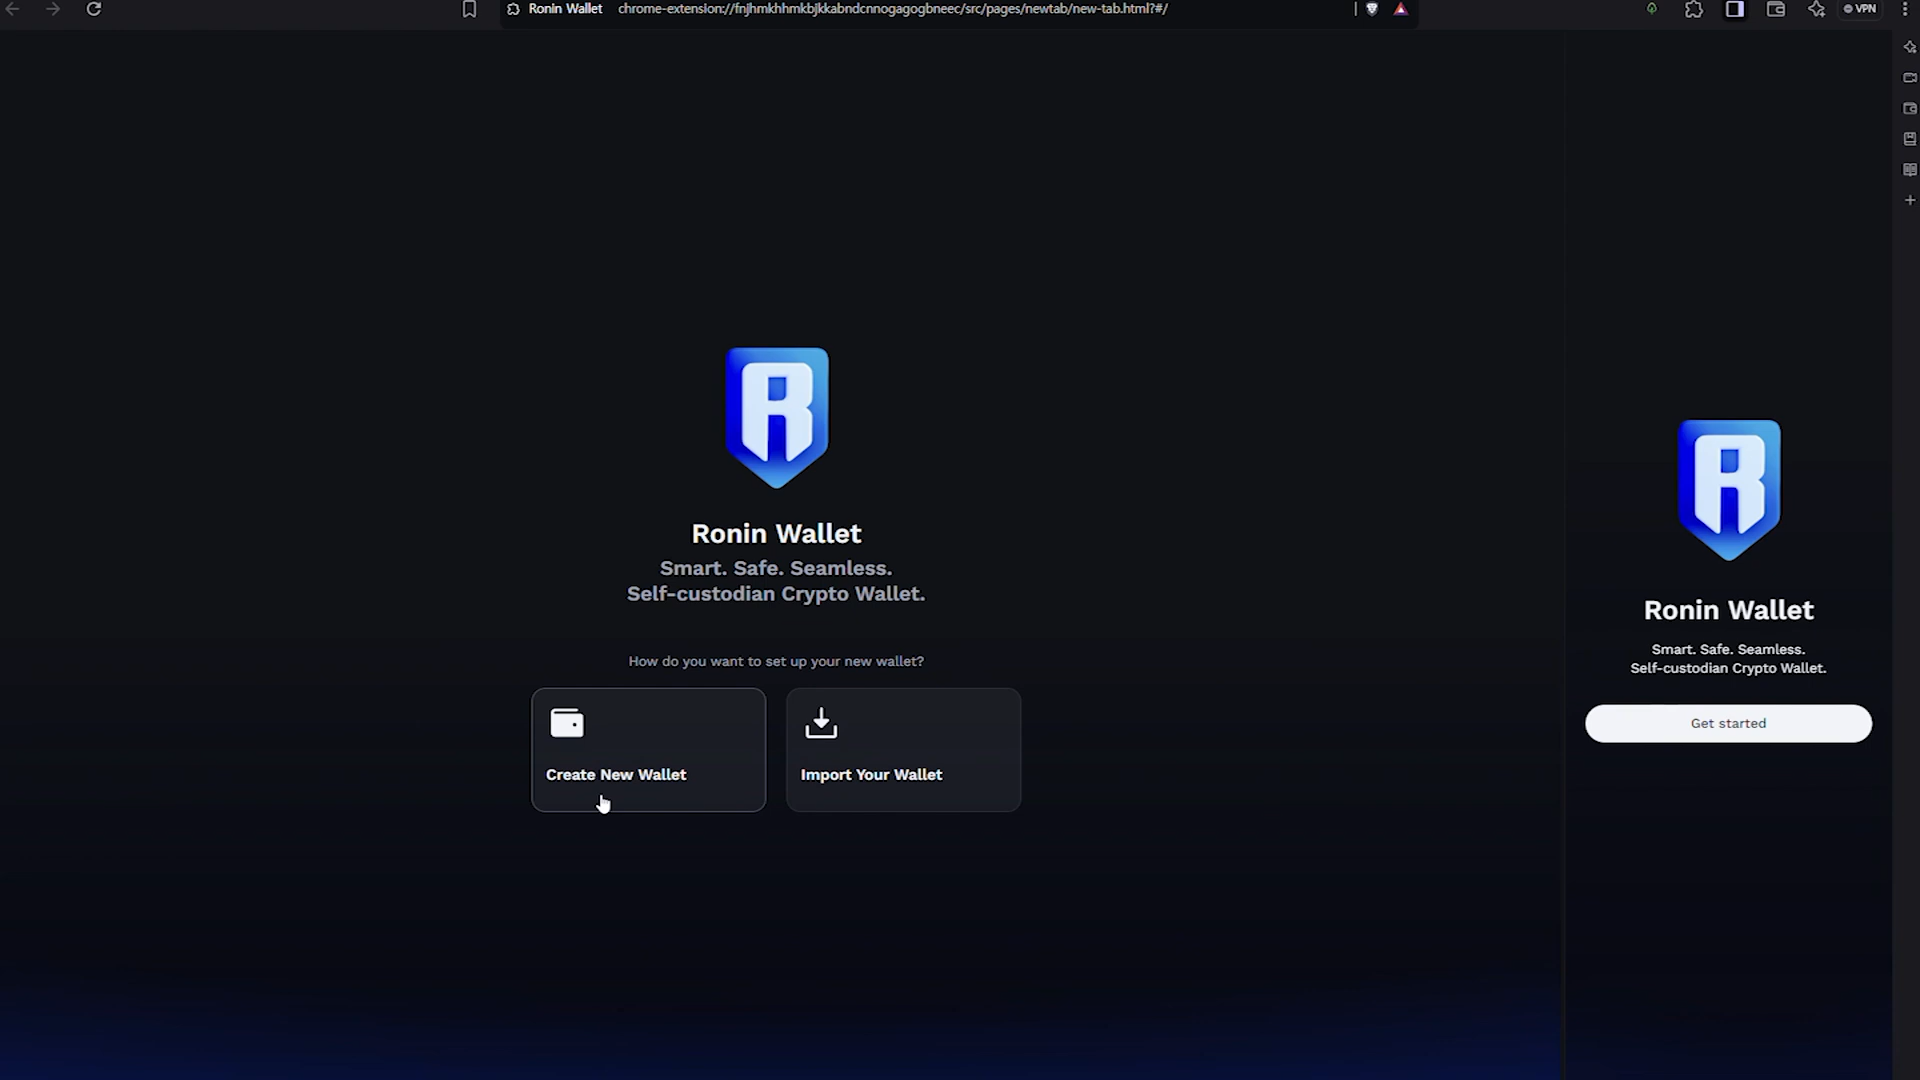 Ronin Wallet chrome-extension://fnjhmkhhmkbjkkabndcnnogagogbneec/src/pages/newtab/new-tab.html?#/
VPN
Ronin Wallet
Smart. Safe. Seamless.
Self-custodian Crypto Wallet.
How do you want to set up your new wallet?
Create New Wallet
Import Your Wallet
Ronin Wallet
Smart. Safe. Seamless.
Self-custodian Crypto Wallet.
Get started